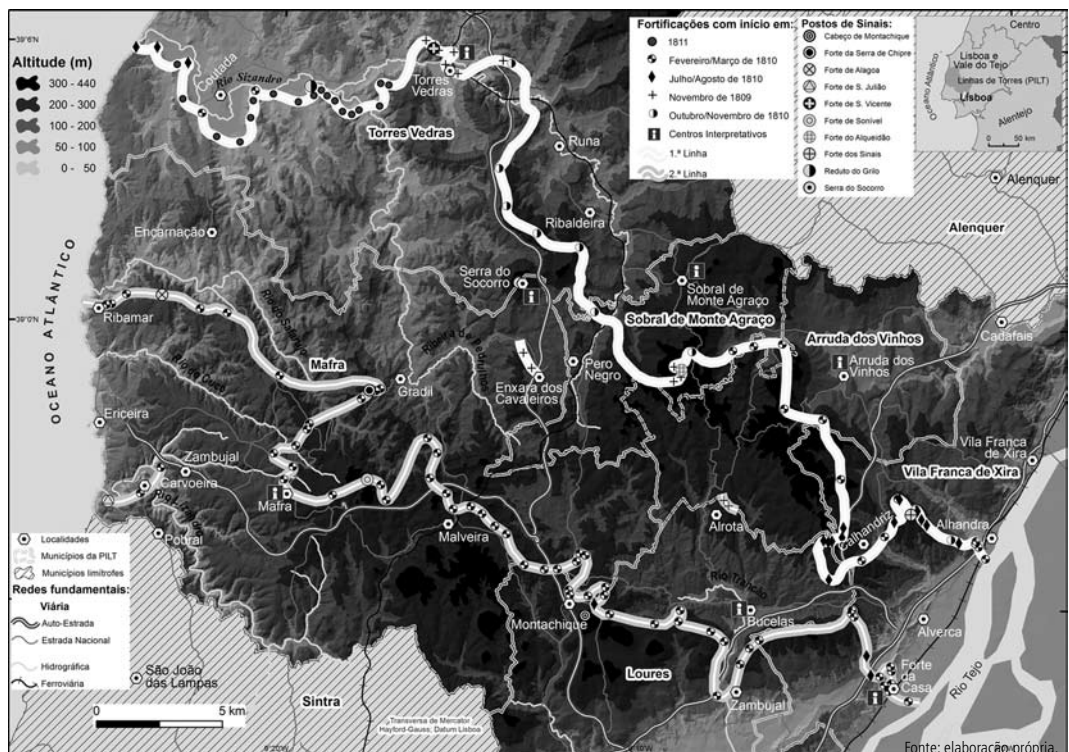 39°6'N
Altitude (m)
300 - 440
200 - 300
100 - 200
50 - 100
0 - 50
Fortificações com início em:
1811
Fevereiro/Março de 1810
Julho/Agosto de 1810
Novembro de 1809
Outubro/Novembro de 1810
Centros Interpretativos
1.ª Linha
2.ª Linha
Postos de Sinais:
Cabeço de Montachique
Forte da Serra de Chipre
Forte de Alagoa
Forte de S. Julião
Forte de S. Vicente
Forte de Sonível
Forte do Alqueidão
Forte dos Sinais
Reduto do Grilo
Serra do Socorro
Centro
Lisboa e
Vale do Tejo
Linhas de Torres (PILT)
Lisboa
Alentejo
Oceano Atlântico
0 50 km
Rio Sizandro
Torres
Vedras
Torres Vedras
Runa
Alenquer
Ribaldeira
Alenquer
Encarnação
OCEANO ATLÂNTICO
Serra do
Socorro
Sobral de
Monte Agraço
Sobral de Monte Agraço
39°0'N
Ribamar
Cadafais
Arruda dos Vinhos
Arruda dos
Vinhos
Mafra
Gradil
Pero
Negro
Enxara dos
Cavaleiros
Ericeira
Zambujal
Carvoeira
Vila Franca
de Xira
Vila Franca de Xira
Mafra
Malveira
Alrota
Calhandriz
Alhandra
Pobral
Localidades
Municípios da PILT
Municípios limítrofes
Redes fundamentais:
Viária
Auto-Estrada
Estrada Nacional
Hidrográfica
Ferroviária
Rio Trancão
Montachique
Bucelas
Alverca
Loures
Forte
da
Casa
Rio Tejo
São João
das Lampas
Sintra
Zambujal
0 5 km
Transversa de Mercator
Hayford-Gauss; Datum Lisboa
Fonte: elaboração própria.